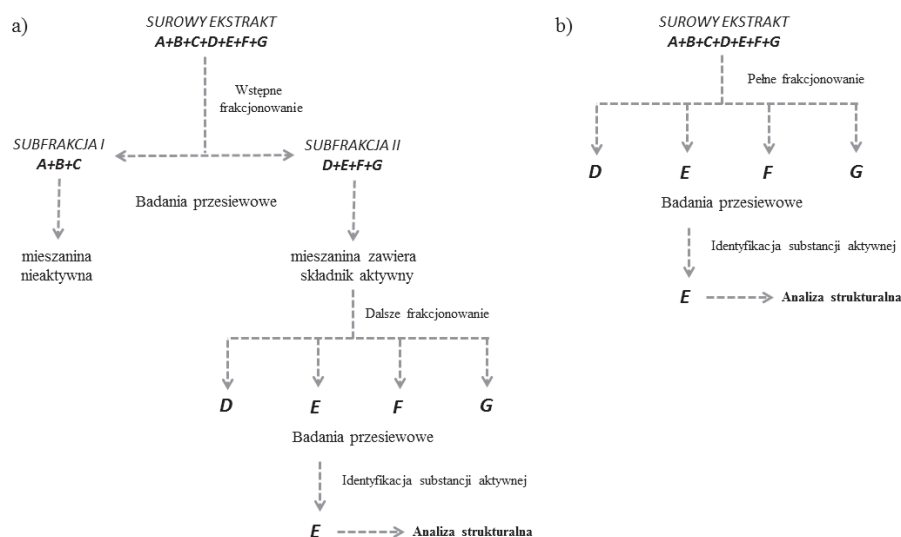 a)
SUROWY EKSTRAKT
A+B+C+D+E+F+G
Wstępne
frakcjonowanie
SUBFRAKCJA I
A+B+C
SUBFRAKCJA II
D+E+F+G
Badania przesiewowe
mieszanina
nieaktywna
mieszanina zawiera
składnik aktywny
Dalsze frakcjonowanie
D E F G
Badania przesiewowe
Identyfikacja substancji aktywnej
E Analiza strukturalna
b)
SUROWY EKSTRAKT
A+B+C+D+E+F+G
Pełne frakcjonowanie
D E F G
Badania przesiewowe
Identyfikacja substancji aktywnej
E Analiza strukturalna